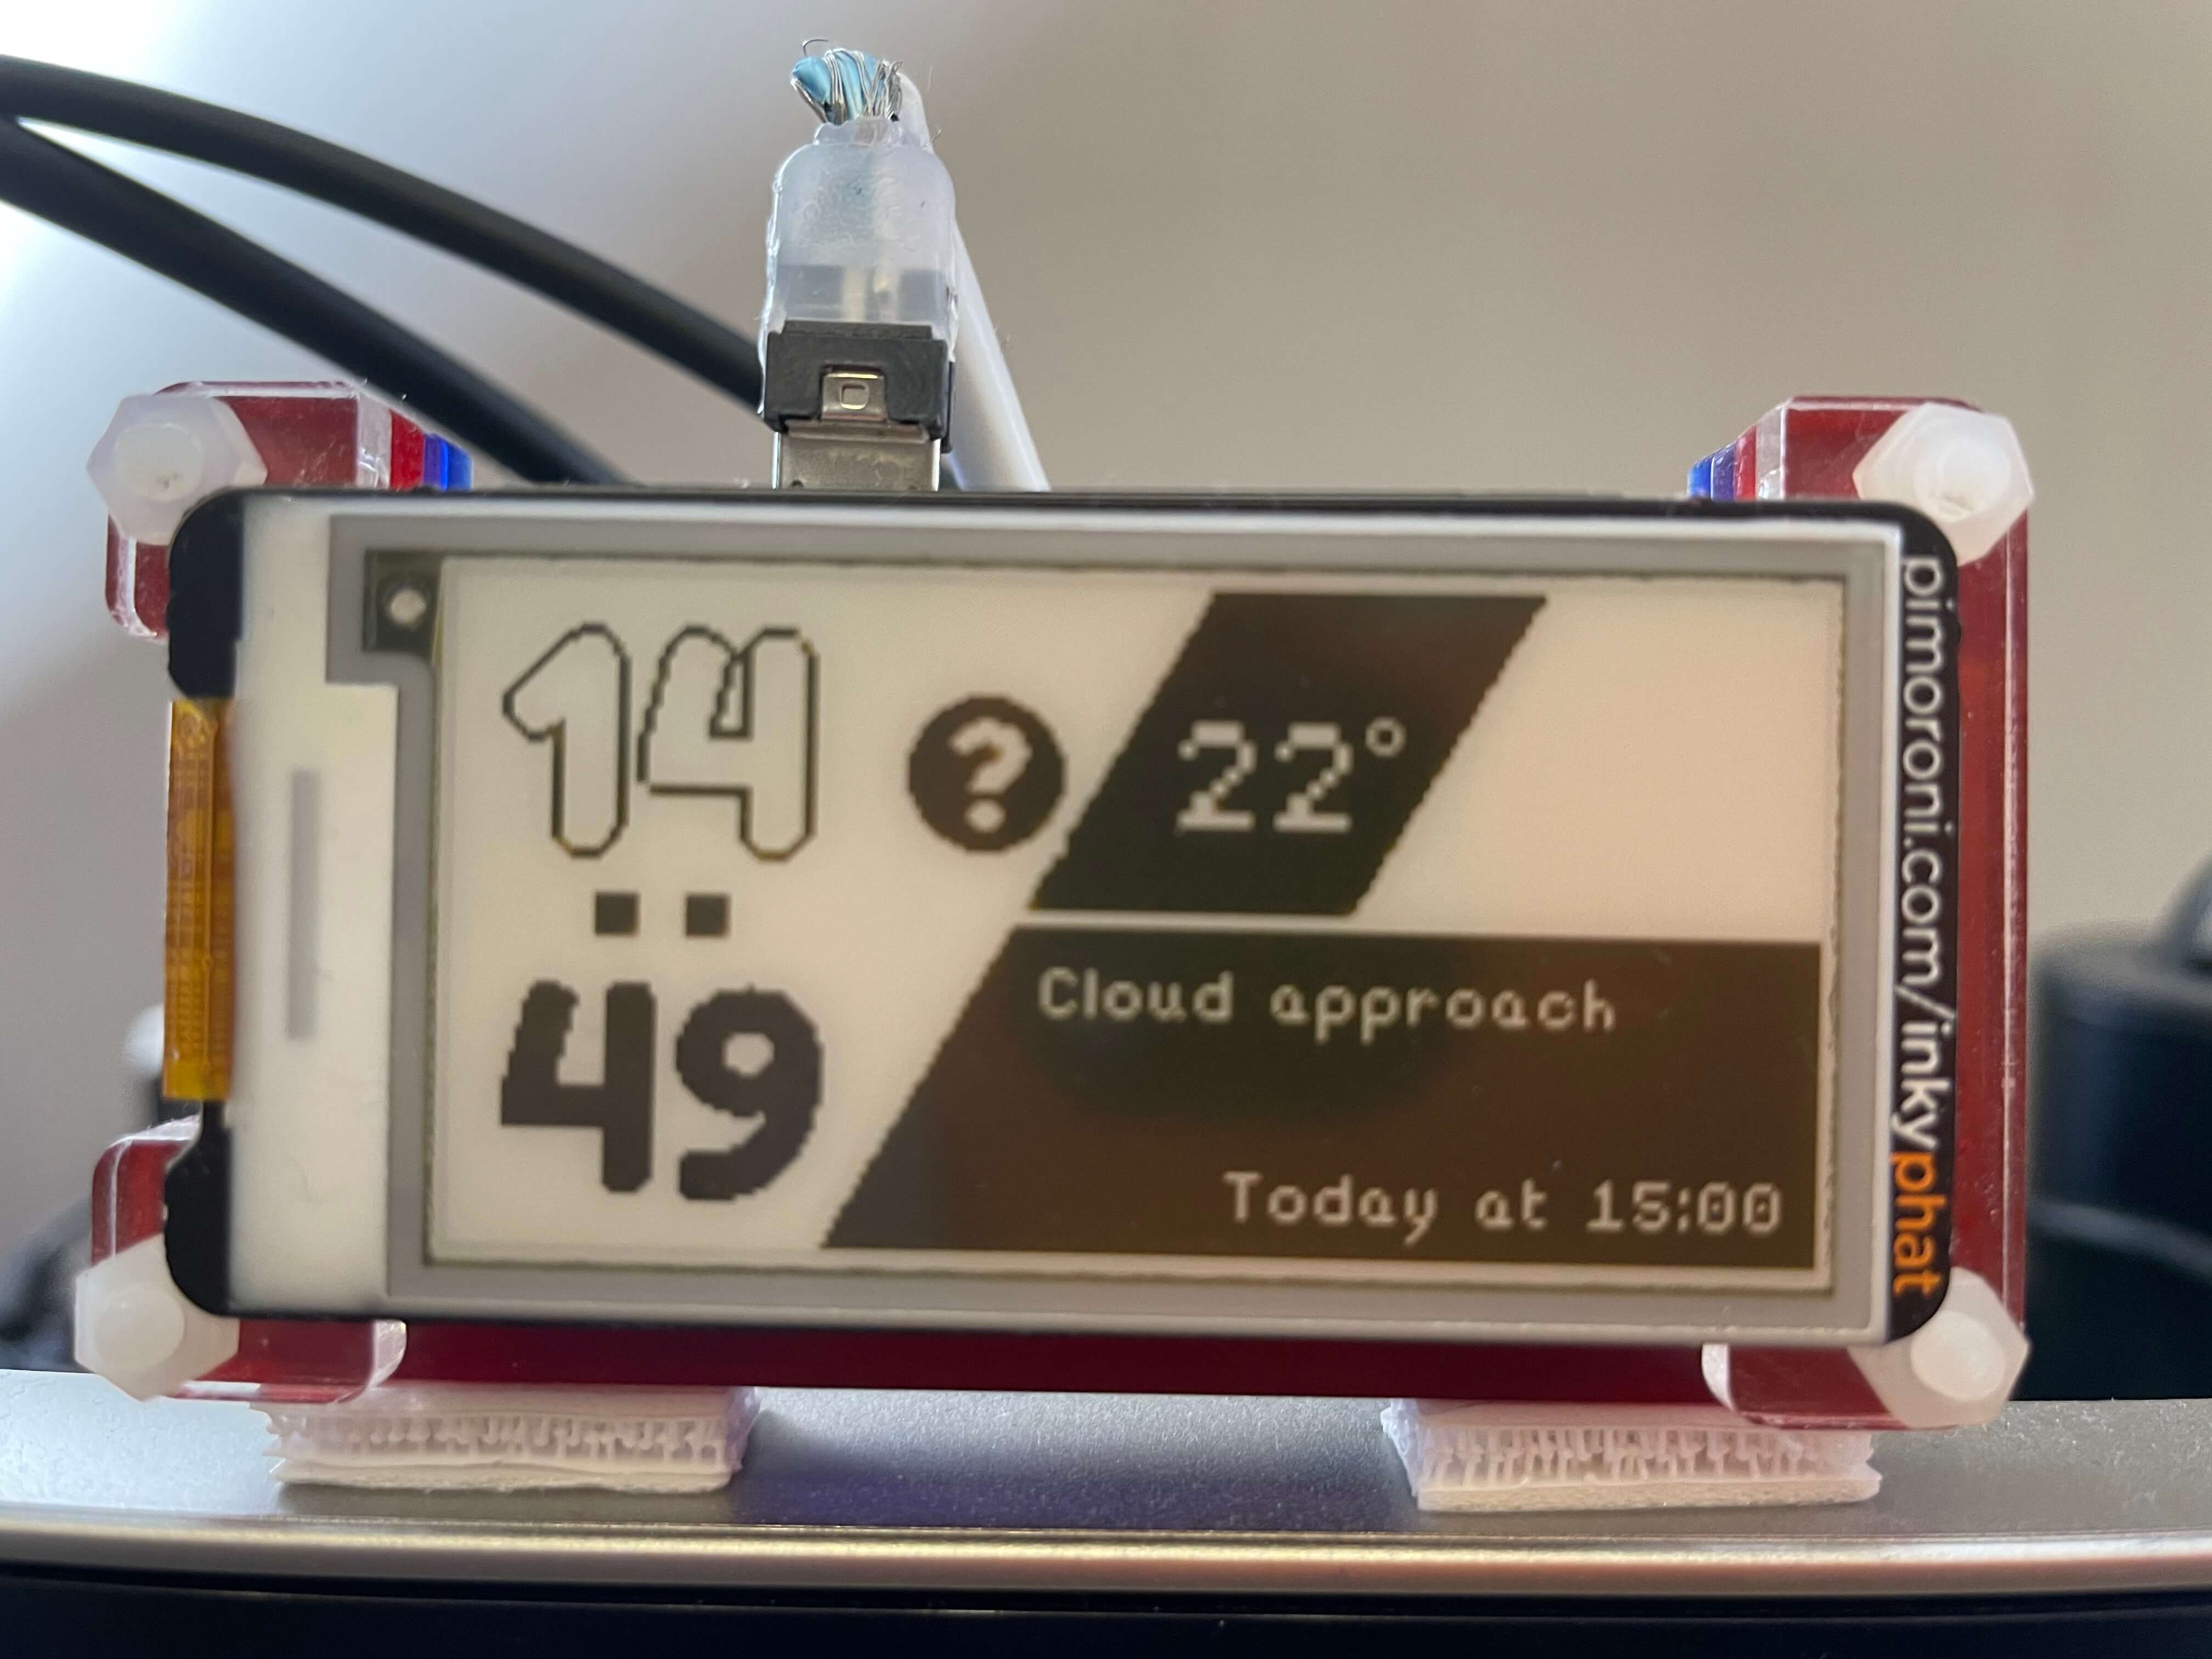 14
:
49
?
22°
Cloud approach
Today at 15:00
pimoroni.com/inkyphat